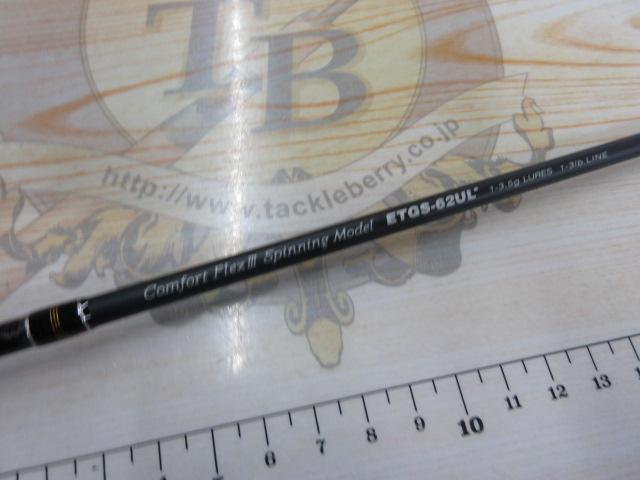 TB
http://www.tackleberry.co.jp
Comfort Flex III Spinning Model ETGS-62UL 1-3.5g LURES 1-3lb.LINE
6 7 8 9 10 11 12 13